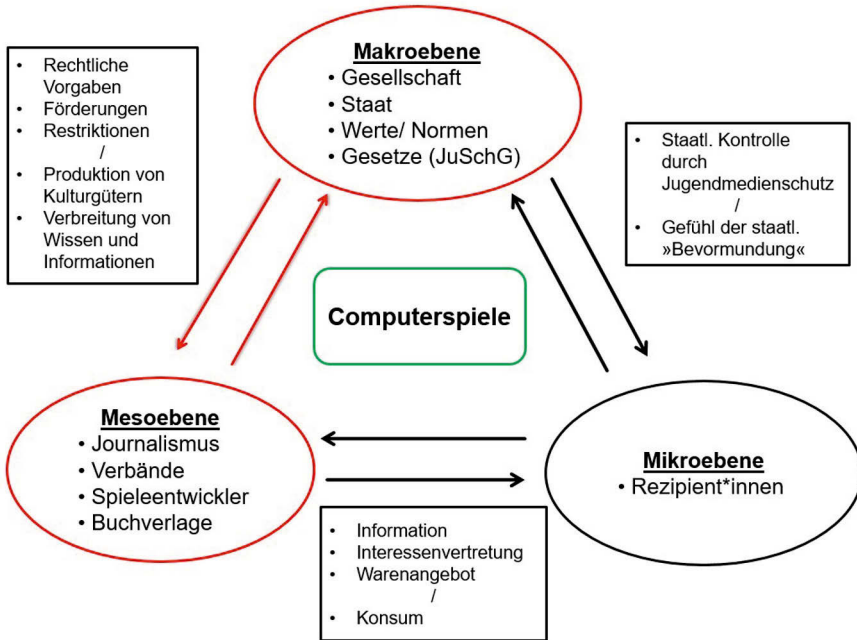 Makroebene
• Gesellschaft
• Staat
• Werte/ Normen
• Gesetze (JuSchG)
• Rechtliche
Vorgaben
• Förderungen
• Restriktionen
/
• Produktion von
Kulturgütern
• Verbreitung von
Wissen und
Informationen
• Staatl. Kontrolle
durch
Jugendmedienschutz
/
• Gefühl der staatl.
»Bevormundung«
Computerspiele
Mesoebene
• Journalismus
• Verbände
• Spieleentwickler
• Buchverlage
Mikroebene
• Rezipient*innen
• Information
• Interessenvertretung
• Warenangebot
/
• Konsum